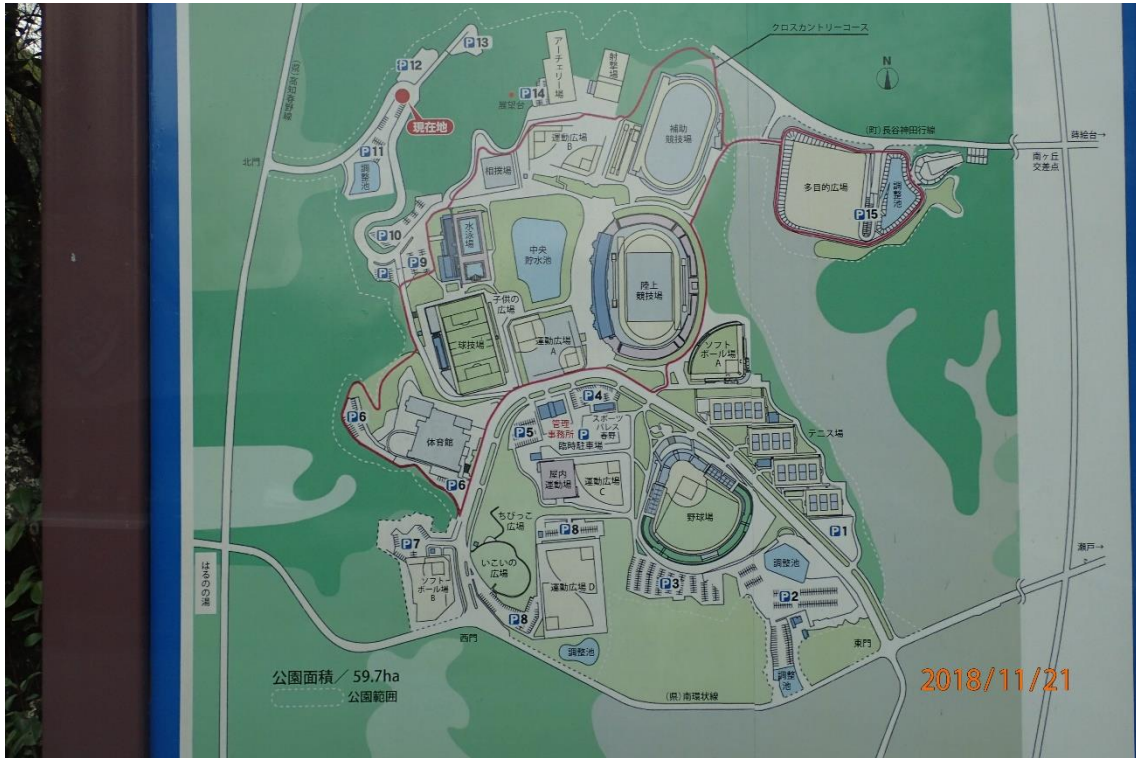 クロスカントリーコース
N
P13
P12
(県)高知春野線
アーチェリー場
射撃場
P14
展望台
現在地
補助
競技場
(町)長谷神田行線
蒔絵台→
運動広場
B
南ヶ丘
交差点
北門
P11
調整池
相撲場
多目的広場
調整池
P15
P10
水泳場
中央
貯水池
P9
P
陸上
競技場
子供の
広場
球技場
運動広場
A
ソフト
ボール場
A
P4
P6
体育館
P5
管理
事務所
P
スポーツ
パレス
春野
臨時駐車場
テニス場
P6
屋内
運動場
運動広場
C
野球場
ちびっこ
広場
P1
P7
P8
瀬戸→
はるのの湯
ソフト
ボール場
B
いこいの
広場
運動広場D
P3
調整池
P2
P8
西門
調整池
東門
調整池
公園面積/59.7ha
公園範囲
(県)南環状線
2018/11/21